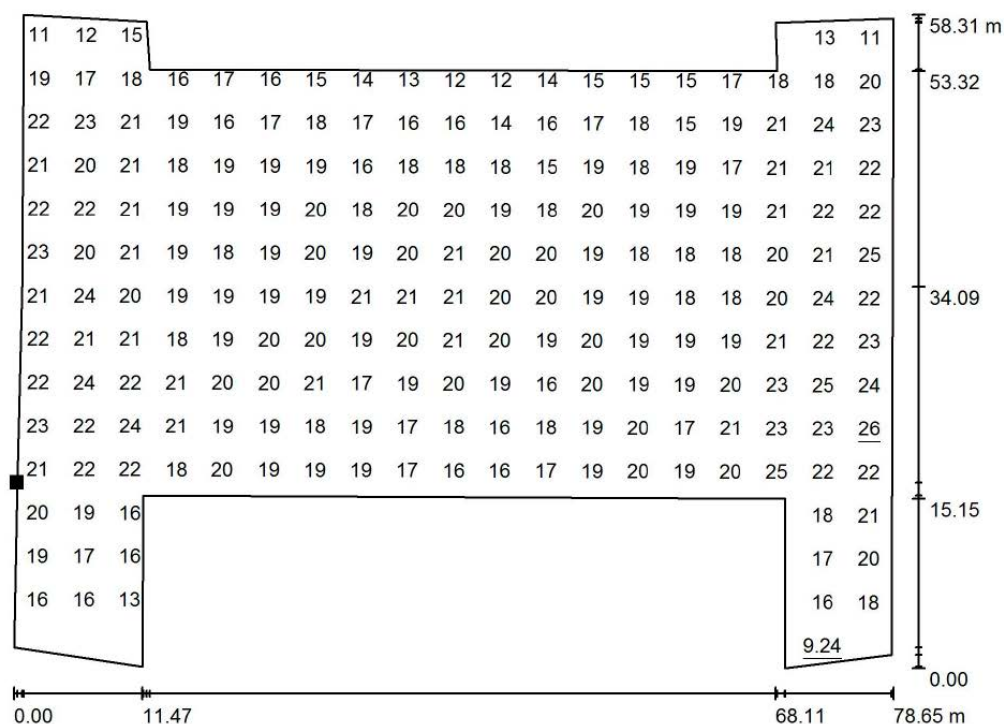 11 12 15 13 11 58.31 m
19 17 18 16 17 16 15 14 13 12 12 14 15 15 15 17 18 18 20 53.32
22 23 21 19 16 17 18 17 16 16 14 16 17 18 15 19 21 24 23
21 20 21 18 19 19 19 16 18 18 18 15 19 18 19 17 21 21 22
22 22 21 19 19 19 20 18 20 20 19 18 20 19 19 19 21 22 22
23 20 21 19 18 19 20 19 20 21 20 20 19 18 18 18 20 21 25
21 24 20 19 19 19 19 21 21 21 20 20 19 19 18 18 20 24 22 34.09
22 21 21 18 19 20 20 19 20 21 20 19 20 19 19 19 21 22 23
22 24 22 21 20 20 21 17 19 20 19 16 20 19 19 20 23 25 24
23 22 24 21 19 19 18 19 17 18 16 18 19 20 17 21 23 23 26
21 22 22 18 20 19 19 19 17 16 16 17 19 20 19 20 25 22 22
20 19 16 18 21 15.15
19 17 16 17 20
16 16 13 16 18
9.24
0.00
0.00 11.47 68.11 78.65 m